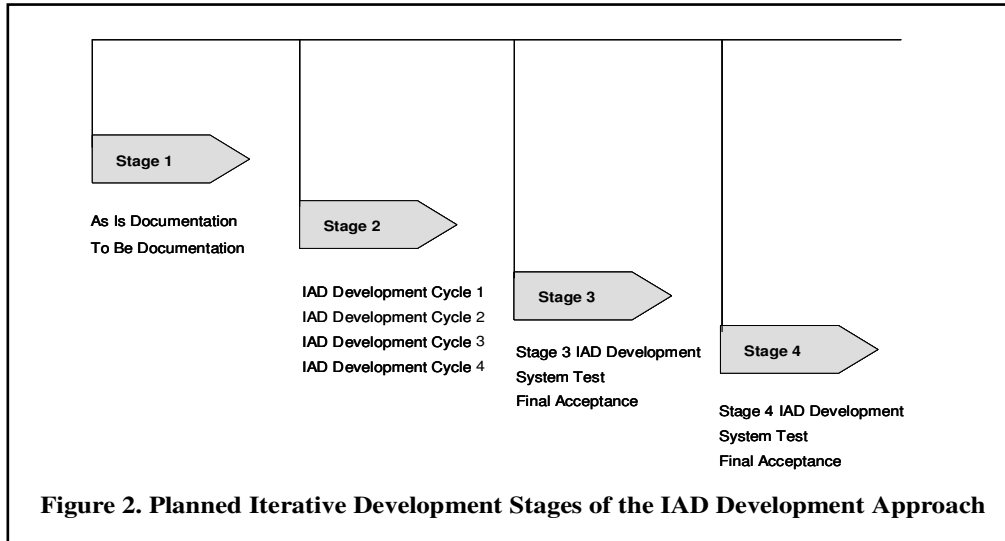 Stage 1
As Is Documentation
To Be Documentation
Stage 2
IAD Development Cycle 1
IAD Development Cycle 2
IAD Development Cycle 3
IAD Development Cycle 4
Stage 3
Stage 3 IAD Development
System Test
Final Acceptance
Stage 4
Stage 4 IAD Development
System Test
Final Acceptance
Figure 2. Planned Iterative Development Stages of the IAD Development Approach